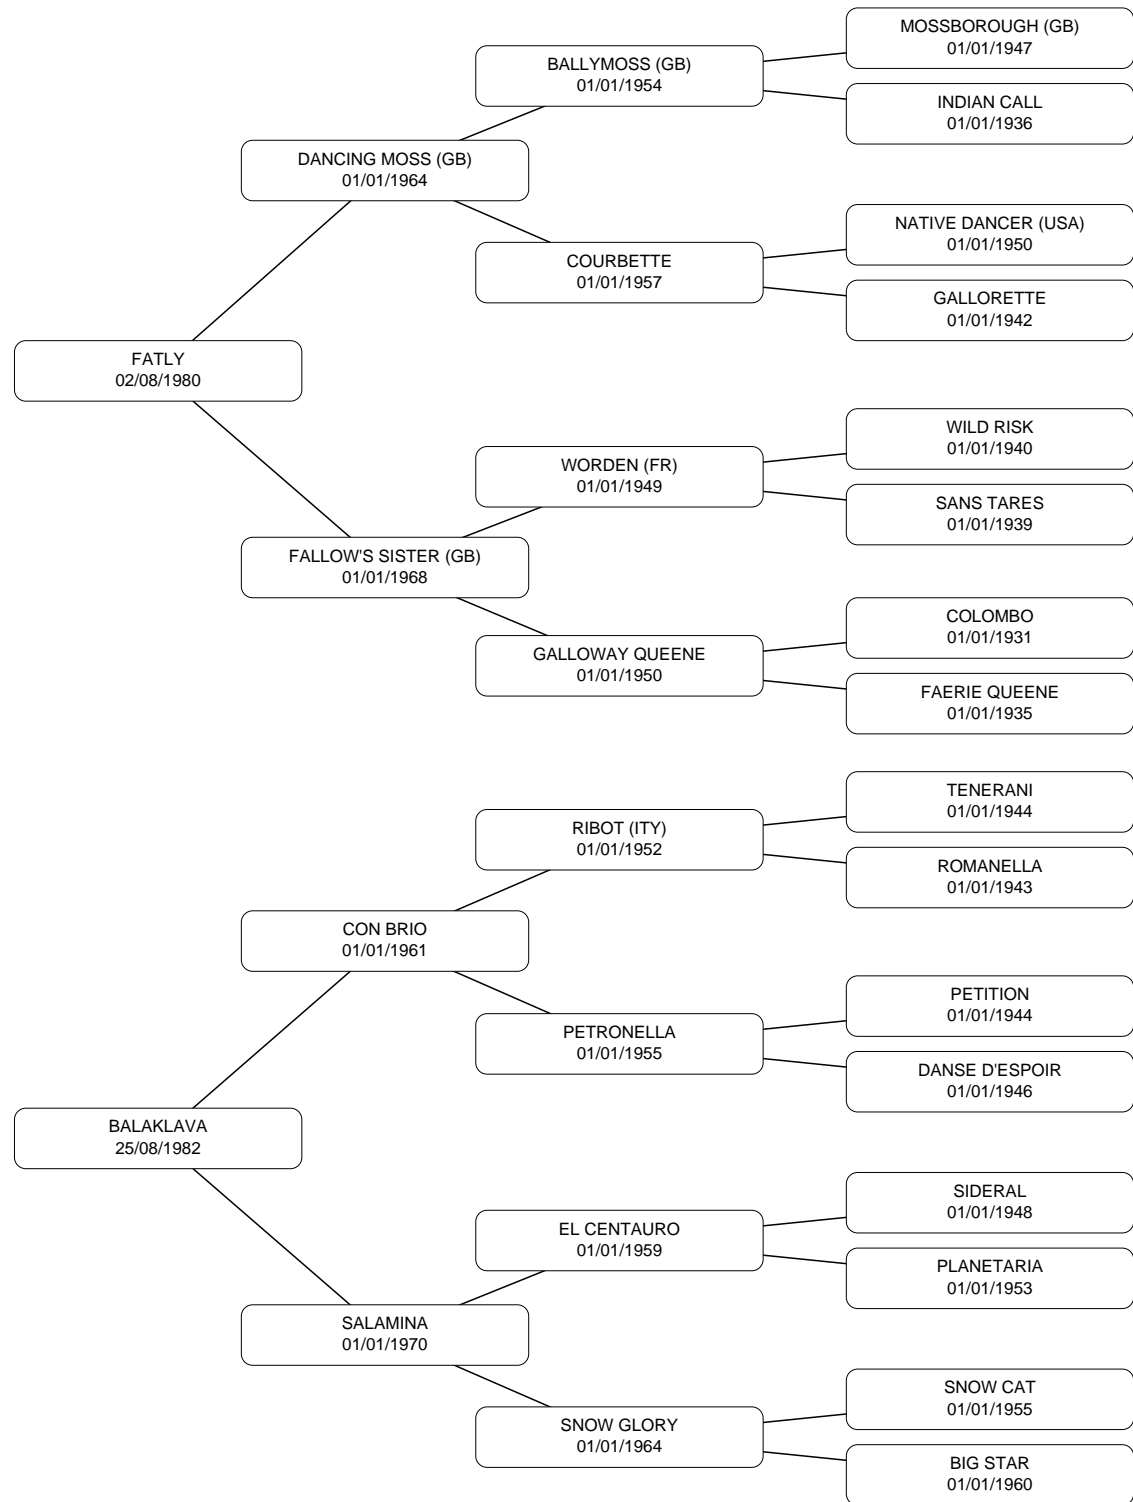 MOSSBOROUGH (GB)
01/01/1947
BALLYMOSS (GB)
01/01/1954
INDIAN CALL
01/01/1936
DANCING MOSS (GB)
01/01/1964
NATIVE DANCER (USA)
01/01/1950
COURBETTE
01/01/1957
GALLORETTE
01/01/1942
FATLY
02/08/1980
WILD RISK
01/01/1940
WORDEN (FR)
01/01/1949
SANS TARES
01/01/1939
FALLOW'S SISTER (GB)
01/01/1968
COLOMBO
01/01/1931
GALLOWAY QUEENE
01/01/1950
FAERIE QUEENE
01/01/1935
TENERANI
01/01/1944
RIBOT (ITY)
01/01/1952
ROMANELLA
01/01/1943
CON BRIO
01/01/1961
PETITION
01/01/1944
PETRONELLA
01/01/1955
DANSE D'ESPOIR
01/01/1946
BALAKLAVA
25/08/1982
SIDERAL
01/01/1948
EL CENTAURO
01/01/1959
PLANETARIA
01/01/1953
SALAMINA
01/01/1970
SNOW CAT
01/01/1955
SNOW GLORY
01/01/1964
BIG STAR
01/01/1960